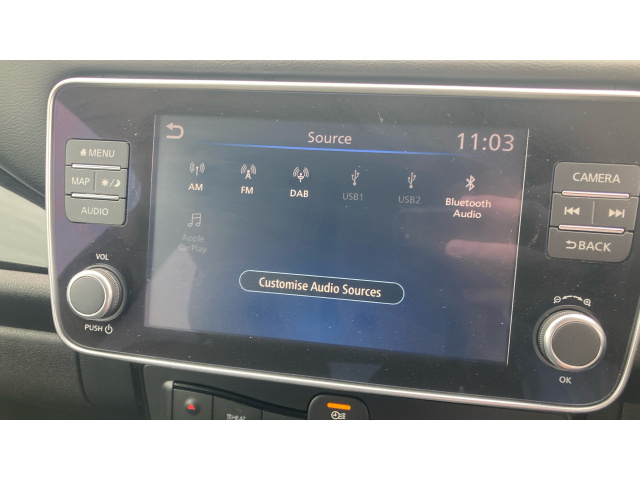 Source
11:03
AM
FM
DAB
USB1
USB2
Bluetooth
Audio
Apple
CarPlay
Customise Audio Sources
MENU
MAP
AUDIO
VOL
PUSH
CAMERA
BACK
OK
HEAT